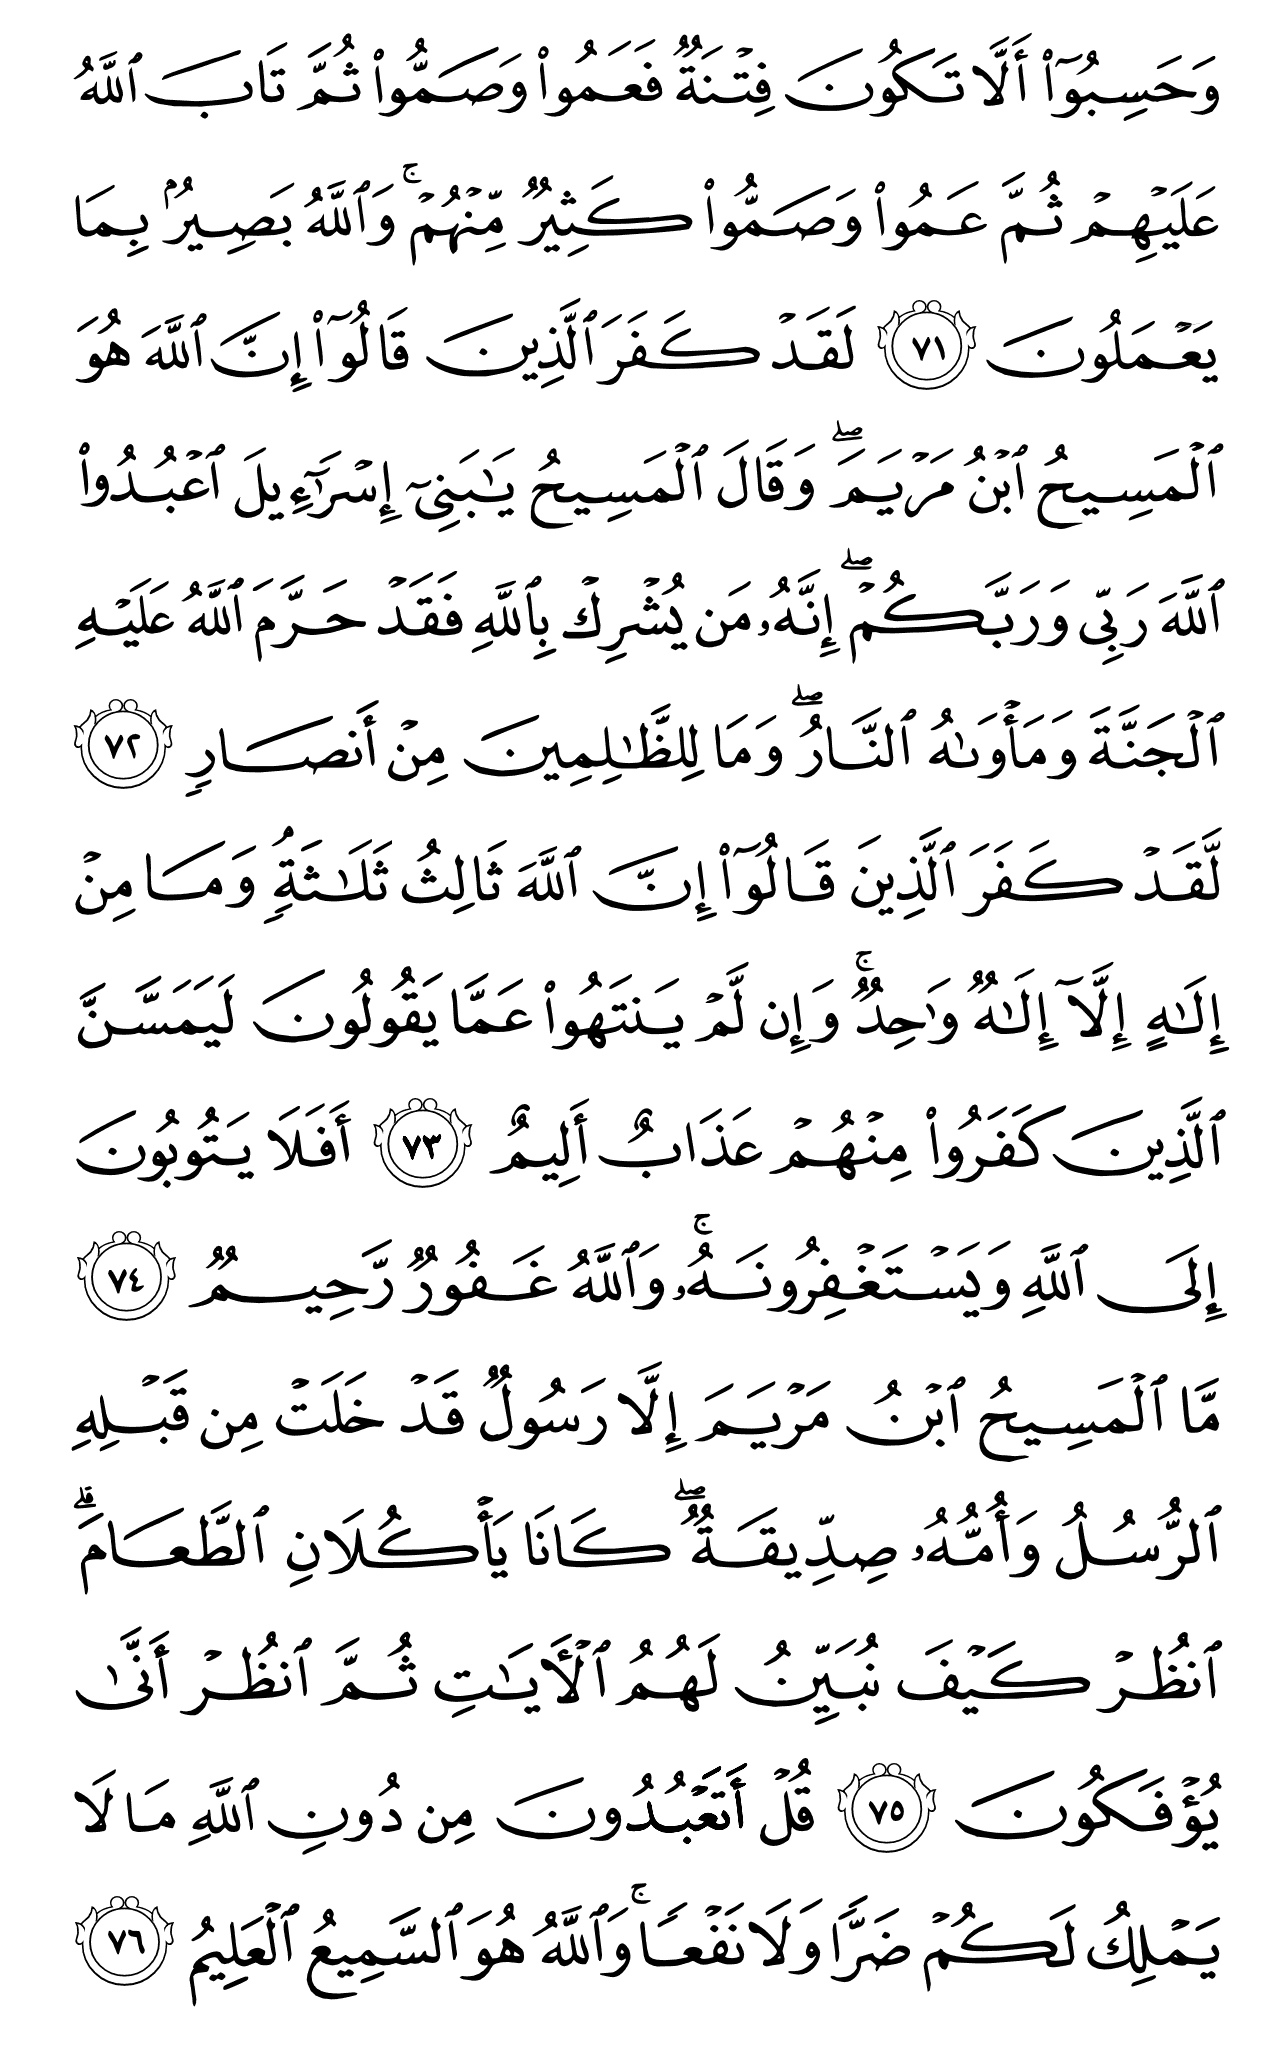 وَحَسِبُوٓا۟ أَلَّا تَكُونَ فِتۡنَةٌ فَعَمُوا۟ وَصَمُّوا۟ ثُمَّ تَابَ ٱللَّهُ
عَلَيۡهِمۡ ثُمَّ عَمُوا۟ وَصَمُّوا۟ كَثِيرٌ مِّنۡهُمۡۚ وَٱللَّهُ بَصِيرُۢ بِمَا
يَعۡمَلُونَ ٧١ لَقَدۡ كَفَرَ ٱلَّذِينَ قَالُوٓا۟ إِنَّ ٱللَّهَ هُوَ
ٱلۡمَسِيحُ ٱبۡنُ مَرۡيَمَۖ وَقَالَ ٱلۡمَسِيحُ يَٰبَنِىٓ إِسۡرَٰٓءِيلَ ٱعۡبُدُوا۟
ٱللَّهَ رَبِّى وَرَبَّكُمۡۖ إِنَّهُۥ مَن يُشۡرِكۡ بِٱللَّهِ فَقَدۡ حَرَّمَ ٱللَّهُ عَلَيۡهِ
ٱلۡجَنَّةَ وَمَأۡوَىٰهُ ٱلنَّارُۖ وَمَا لِلظَّٰلِمِينَ مِنۡ أَنصَارٍ ٧٢
لَّقَدۡ كَفَرَ ٱلَّذِينَ قَالُوٓا۟ إِنَّ ٱللَّهَ ثَالِثُ ثَلَٰثَةٍۘ وَمَا مِنۡ
إِلَٰهٍ إِلَّآ إِلَٰهٌ وَٰحِدٌۚ وَإِن لَّمۡ يَنتَهُوا۟ عَمَّا يَقُولُونَ لَيَمَسَّنَّ
ٱلَّذِينَ كَفَرُوا۟ مِنۡهُمۡ عَذَابٌ أَلِيمٌ ٧٣ أَفَلَا يَتُوبُونَ
إِلَى ٱللَّهِ وَيَسۡتَغۡفِرُونَهُۥۚ وَٱللَّهُ غَفُورٌ رَّحِيمٌ ٧٤
مَّا ٱلۡمَسِيحُ ٱبۡنُ مَرۡيَمَ إِلَّا رَسُولٌ قَدۡ خَلَتۡ مِن قَبۡلِهِ
ٱلرُّسُلُ وَأُمُّهُۥ صِدِّيقَةٌۖ كَانَا يَأۡكُلَانِ ٱلطَّعَامَۗ
ٱنظُرۡ كَيۡفَ نُبَيِّنُ لَهُمُ ٱلۡأٓيَٰتِ ثُمَّ ٱنظُرۡ أَنَّىٰ
يُؤۡفَكُونَ ٧٥ قُلۡ أَتَعۡبُدُونَ مِن دُونِ ٱللَّهِ مَا لَا
يَمۡلِكُ لَكُمۡ ضَرًّا وَلَا نَفۡعًاۚ وَٱللَّهُ هُوَ ٱلسَّمِيعُ ٱلۡعَلِيمُ ٧٦